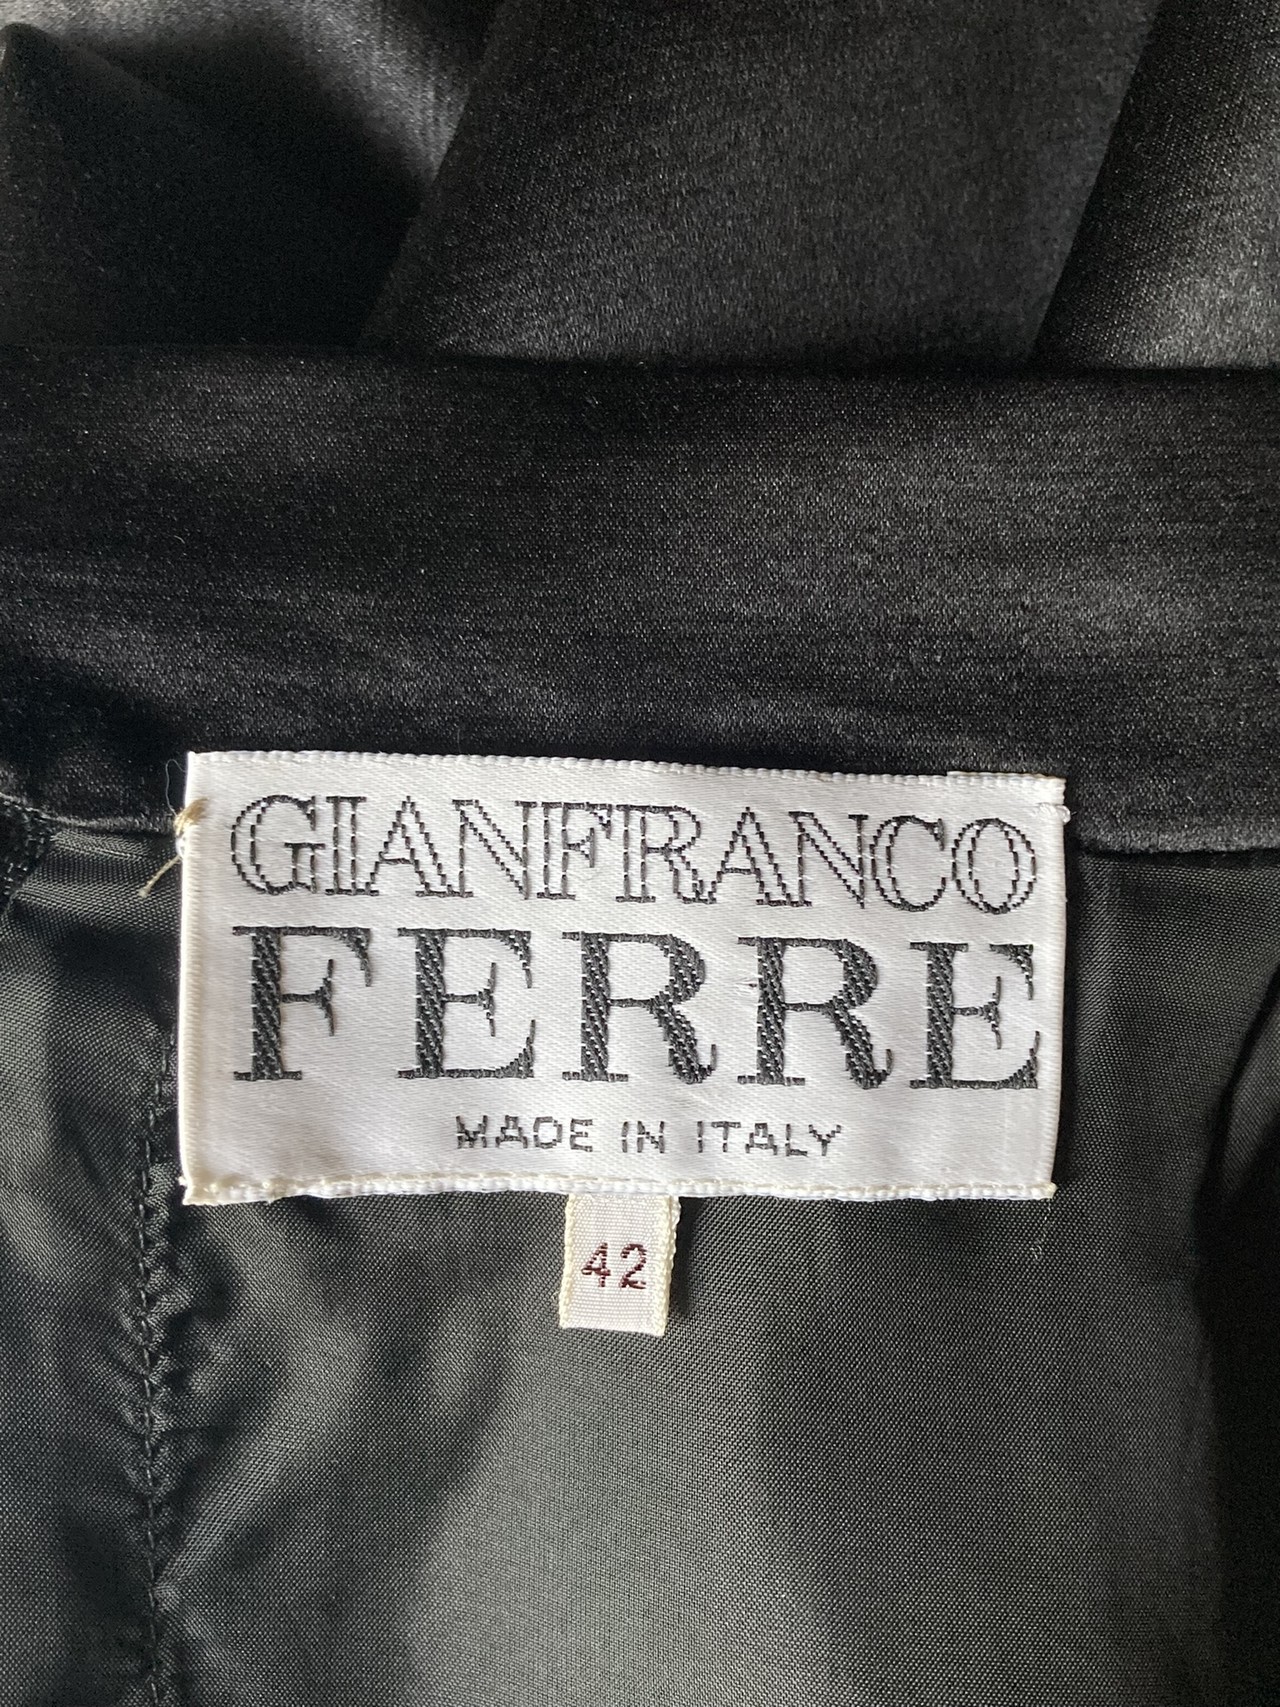 GIANFRANCO
FERRE
MADE IN ITALY
42